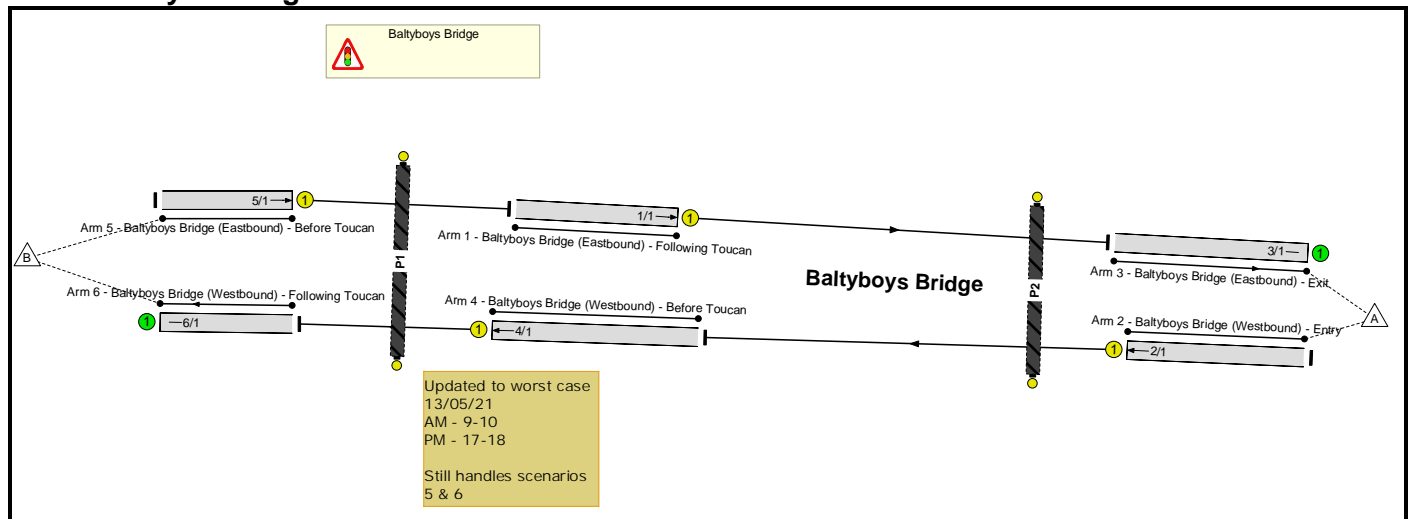 Baltyboys Bridge
5/1
1
Arm 5 - Baltyboys Bridge (Eastbound) - Before Toucan
P1
1/1
1
Arm 1 - Baltyboys Bridge (Eastbound) - Following Toucan
Baltyboys Bridge
P2
3/1
1
Arm 3 - Baltyboys Bridge (Eastbound) - Exit
B
A
Arm 6 - Baltyboys Bridge (Westbound) - Following Toucan
1
6/1
Arm 4 - Baltyboys Bridge (Westbound) - Before Toucan
1
4/1
Arm 2 - Baltyboys Bridge (Westbound) - Entry
1
2/1
Updated to worst case
13/05/21
AM - 9-10
PM - 17-18
Still handles scenarios
5 & 6